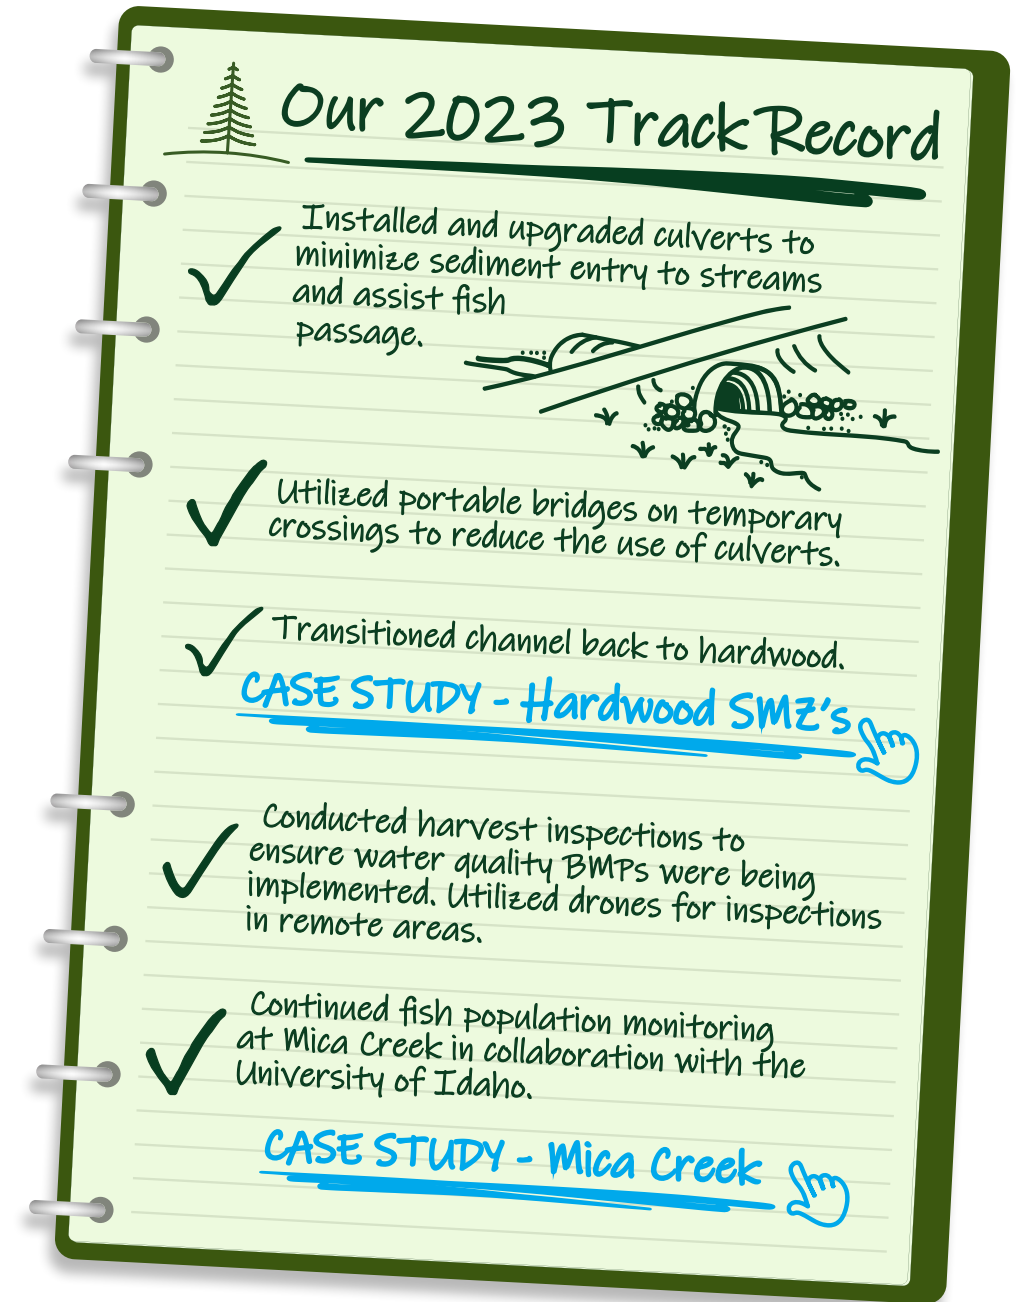 Our 2023 Track Record
Installed and upgraded culverts to
minimize sediment entry to streams
and assist fish
passage.
Utilized portable bridges on temporary
crossings to reduce the use of culverts.
Transitioned channel back to hardwood.
CASE STUDY - Hardwood SMZ's
Conducted harvest inspections to
ensure water quality BMPs were being
implemented. Utilized drones for inspections
in remote areas.
Continued fish population monitoring
at Mica Creek in collaboration with the
University of Idaho.
CASE STUDY - Mica Creek